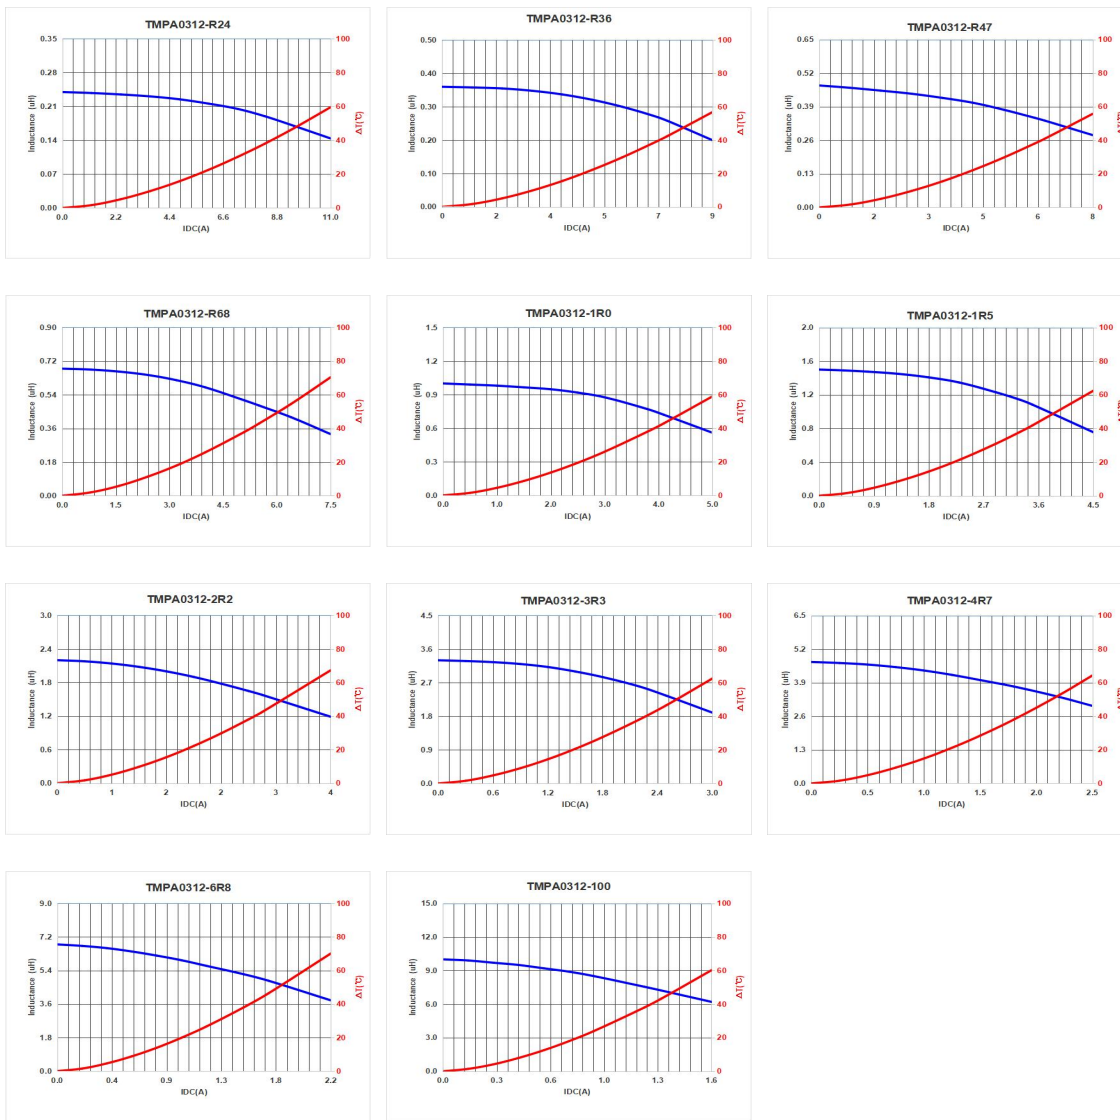 TMPA0312-R24
0.35
0.28
0.21
0.14
0.07
0.00
Inductance (uH)
100
80
60
40
20
0
ΔT(℃)
0.0 2.2 4.4 6.6 8.8 11.0
IDC(A)
TMPA0312-R36
0.50
0.40
0.30
0.20
0.10
0.00
Inductance (uH)
100
80
60
40
20
0
ΔT(℃)
0 2 4 5 7 9
IDC(A)
TMPA0312-R47
0.65
0.52
0.39
0.26
0.13
0.00
Inductance (uH)
100
80
60
40
20
0
ΔT(℃)
0 2 3 5 6 8
IDC(A)
TMPA0312-R68
0.90
0.72
0.54
0.36
0.18
0.00
Inductance (uH)
100
80
60
40
20
0
ΔT(℃)
0.0 1.5 3.0 4.5 6.0 7.5
IDC(A)
TMPA0312-1R0
1.5
1.2
0.9
0.6
0.3
0.0
Inductance (uH)
100
80
60
40
20
0
ΔT(℃)
0.0 1.0 2.0 3.0 4.0 5.0
IDC(A)
TMPA0312-1R5
2.0
1.6
1.2
0.8
0.4
0.0
Inductance (uH)
100
80
60
40
20
0
ΔT(℃)
0.0 0.9 1.8 2.7 3.6 4.5
IDC(A)
TMPA0312-2R2
3.0
2.4
1.8
1.2
0.6
0.0
Inductance (uH)
100
80
60
40
20
0
ΔT(℃)
0 1 2 2 3 4
IDC(A)
TMPA0312-3R3
4.5
3.6
2.7
1.8
0.9
0.0
Inductance (uH)
100
80
60
40
20
0
ΔT(℃)
0.0 0.6 1.2 1.8 2.4 3.0
IDC(A)
TMPA0312-4R7
6.5
5.2
3.9
2.6
1.3
0.0
Inductance (uH)
100
80
60
40
20
0
ΔT(℃)
0.0 0.5 1.0 1.5 2.0 2.5
IDC(A)
TMPA0312-6R8
9.0
7.2
5.4
3.6
1.8
0.0
Inductance (uH)
100
80
60
40
20
0
ΔT(℃)
0.0 0.4 0.9 1.3 1.8 2.2
IDC(A)
TMPA0312-100
15.0
12.0
9.0
6.0
3.0
0.0
Inductance (uH)
100
80
60
40
20
0
ΔT(℃)
0.0 0.3 0.6 1.0 1.3 1.6
IDC(A)